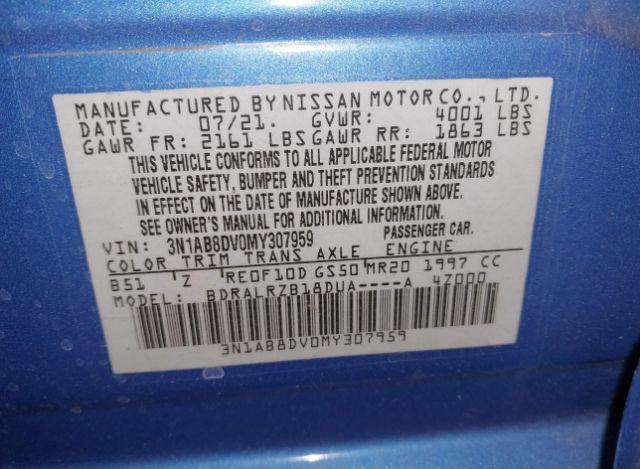 MANUFACTURED BY NISSAN MOTOR CO., LTD.
DATE: 07/21. GVWR: 4001 LBS
GAWR FR: 2161 LBS GAWR RR: 1863 LBS
THIS VEHICLE CONFORMS TO ALL APPLICABLE FEDERAL MOTOR
VEHICLE SAFETY, BUMPER AND THEFT PREVENTION STANDARDS
IN EFFECT ON THE DATE OF MANUFACTURE SHOWN ABOVE.
SEE OWNER'S MANUAL FOR ADDITIONAL INFORMATION
VIN: 3N1AB8DV0MY307959 PASSENGER CAR.
COLOR TRIM TRANS AXLE ENGINE
B51 Z RE0F10D GS50 MR20 1997 CC
MODEL: BDRALRZB18DUA----A 4Z000
3N1AB8DV0MY307959